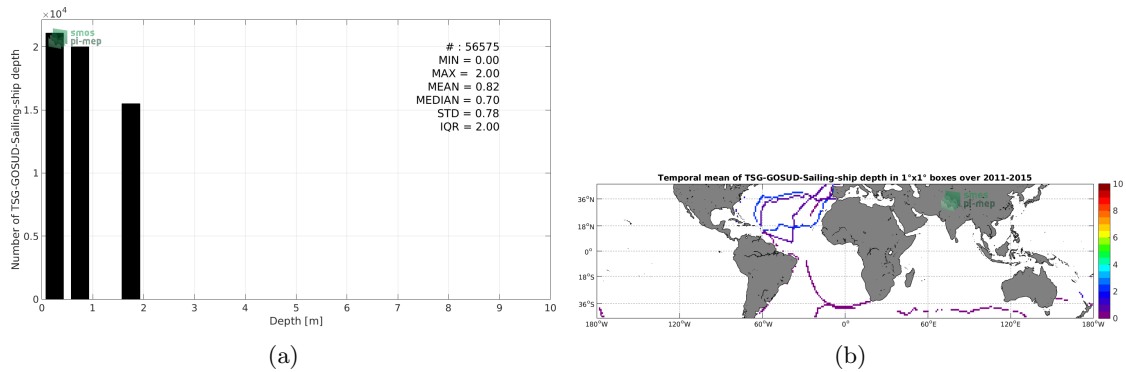 ×10⁴
smos
pi-mep
# : 56575
MIN = 0.00
MAX = 2.00
MEAN = 0.82
MEDIAN = 0.70
STD = 0.78
IQR = 2.00
Number of TSG-GOSUD-Sailing-ship depth
2
1.5
1
0.5
0
0 1 2 3 4 5 6 7 8 9 10
Depth [m]
(a)
Temporal mean of TSG-GOSUD-Sailing-ship depth in 1°x1° boxes over 2011-2015
smos
pi-mep
36°N
18°N
0°
18°S
36°S
180°W 120°W 60°W 0° 60°E 120°E 180°W
10
8
6
4
2
0
(b)